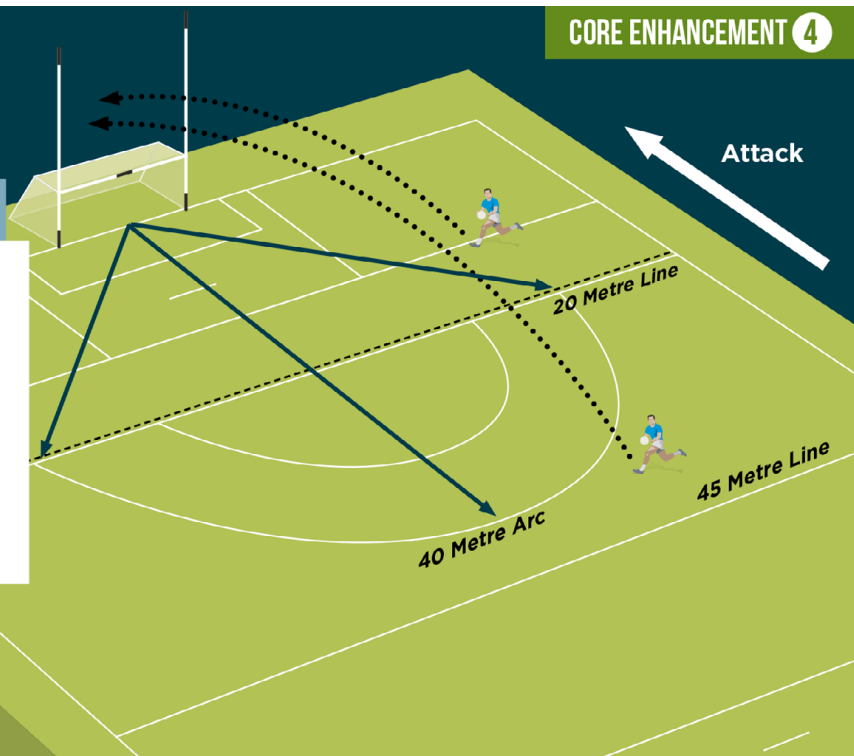 CORE ENHANCEMENT 4
Attack
20 Metre Line
45 Metre Line
40 Metre Arc